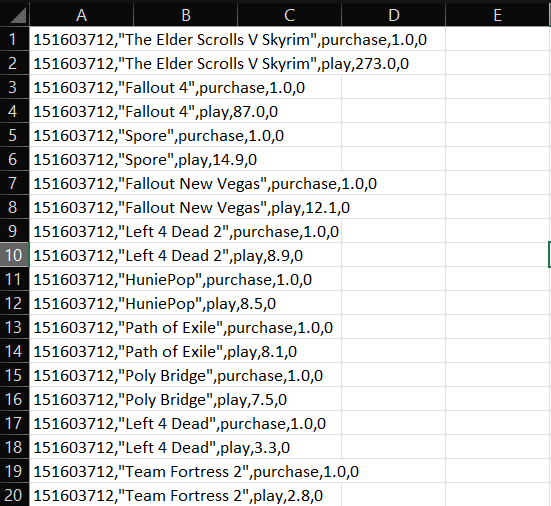 A B C D E
1 151603712,"The Elder Scrolls V Skyrim",purchase,1.0,0
2 151603712,"The Elder Scrolls V Skyrim",play,273.0,0
3 151603712,"Fallout 4",purchase,1.0,0
4 151603712,"Fallout 4",play,87.0,0
5 151603712,"Spore",purchase,1.0,0
6 151603712,"Spore",play,14.9,0
7 151603712,"Fallout New Vegas",purchase,1.0,0
8 151603712,"Fallout New Vegas",play,12.1,0
9 151603712,"Left 4 Dead 2",purchase,1.0,0
10 151603712,"Left 4 Dead 2",play,8.9,0
11 151603712,"HuniePop",purchase,1.0,0
12 151603712,"HuniePop",play,8.5,0
13 151603712,"Path of Exile",purchase,1.0,0
14 151603712,"Path of Exile",play,8.1,0
15 151603712,"Poly Bridge",purchase,1.0,0
16 151603712,"Poly Bridge",play,7.5,0
17 151603712,"Left 4 Dead",purchase,1.0,0
18 151603712,"Left 4 Dead",play,3.3,0
19 151603712,"Team Fortress 2",purchase,1.0,0
20 151603712,"Team Fortress 2",play,2.8,0